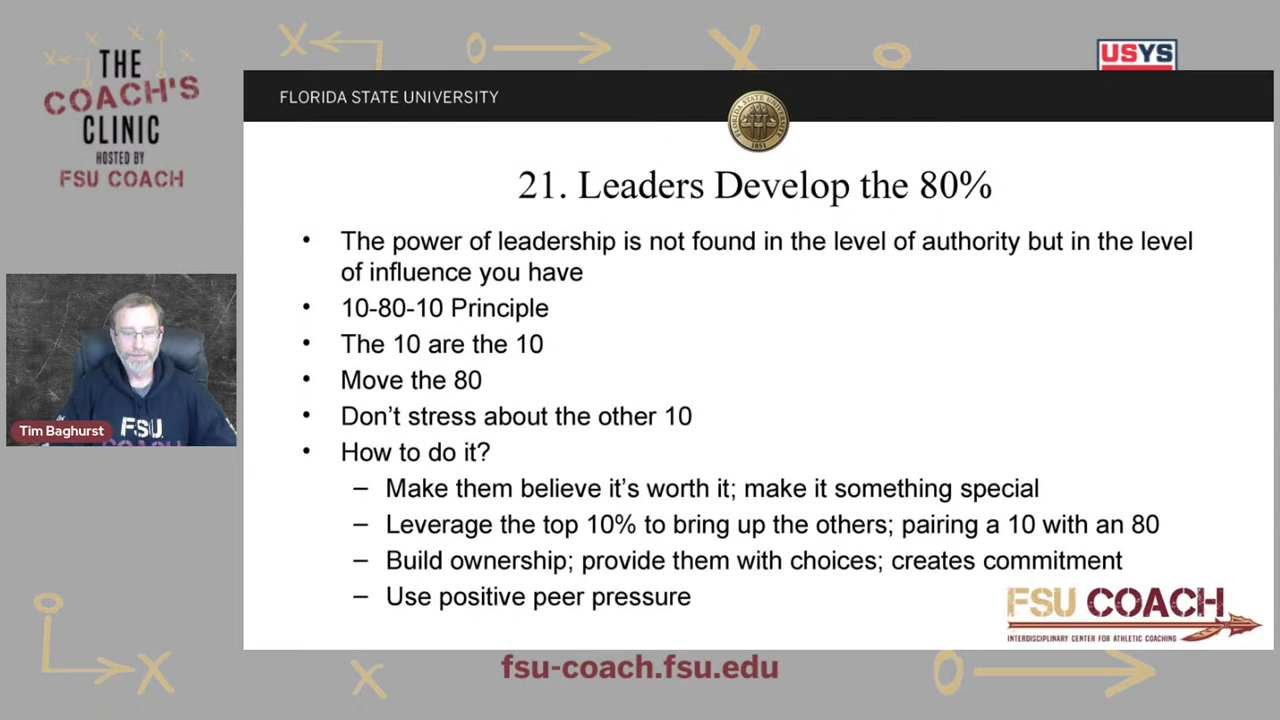 THE
COACH'S
CLINIC
HOSTED BY
FSU COACH
USYS
FLORIDA STATE UNIVERSITY
FLORIDA STATE UNIVERSITY
1851
21. Leaders Develop the 80%
• The power of leadership is not found in the level of authority but in the level
of influence you have
• 10-80-10 Principle
• The 10 are the 10
• Move the 80
• Don’t stress about the other 10
• How to do it?
– Make them believe it’s worth it; make it something special
– Leverage the top 10% to bring up the others; pairing a 10 with an 80
– Build ownership; provide them with choices; creates commitment
– Use positive peer pressure
FSU
COACH
Tim Baghurst
FSU COACH
INTERDISCIPLINARY CENTER FOR ATHLETIC COACHING
fsu-coach.fsu.edu